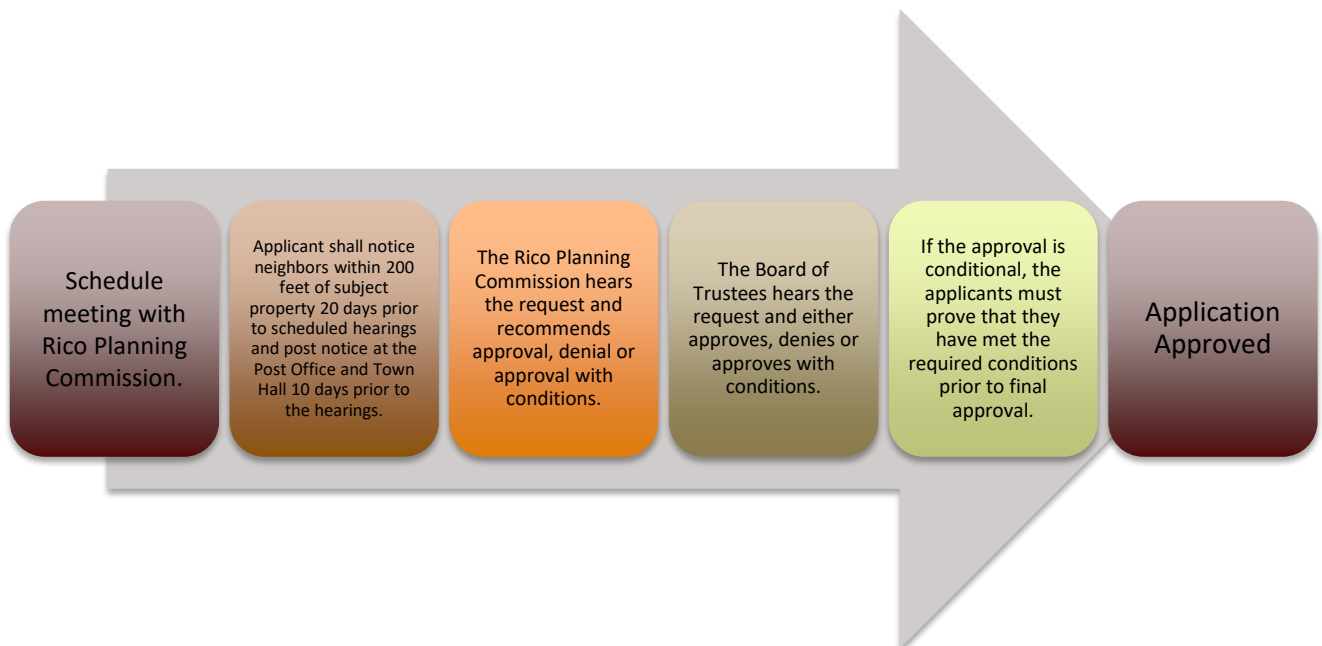 Schedule
meeting with
Rico Planning
Commission.
Applicant shall notice
neighbors within 200
feet of subject
property 20 days prior
to scheduled hearings
and post notice at the
Post Office and Town
Hall 10 days prior to
the hearings.
The Rico Planning
Commission hears
the request and
recommends
approval, denial or
approval with
conditions.
The Board of
Trustees hears the
request and either
approves, denies or
approves with
conditions.
If the approval is
conditional, the
applicants must
prove that they
have met the
required conditions
prior to final
approval.
Application
Approved